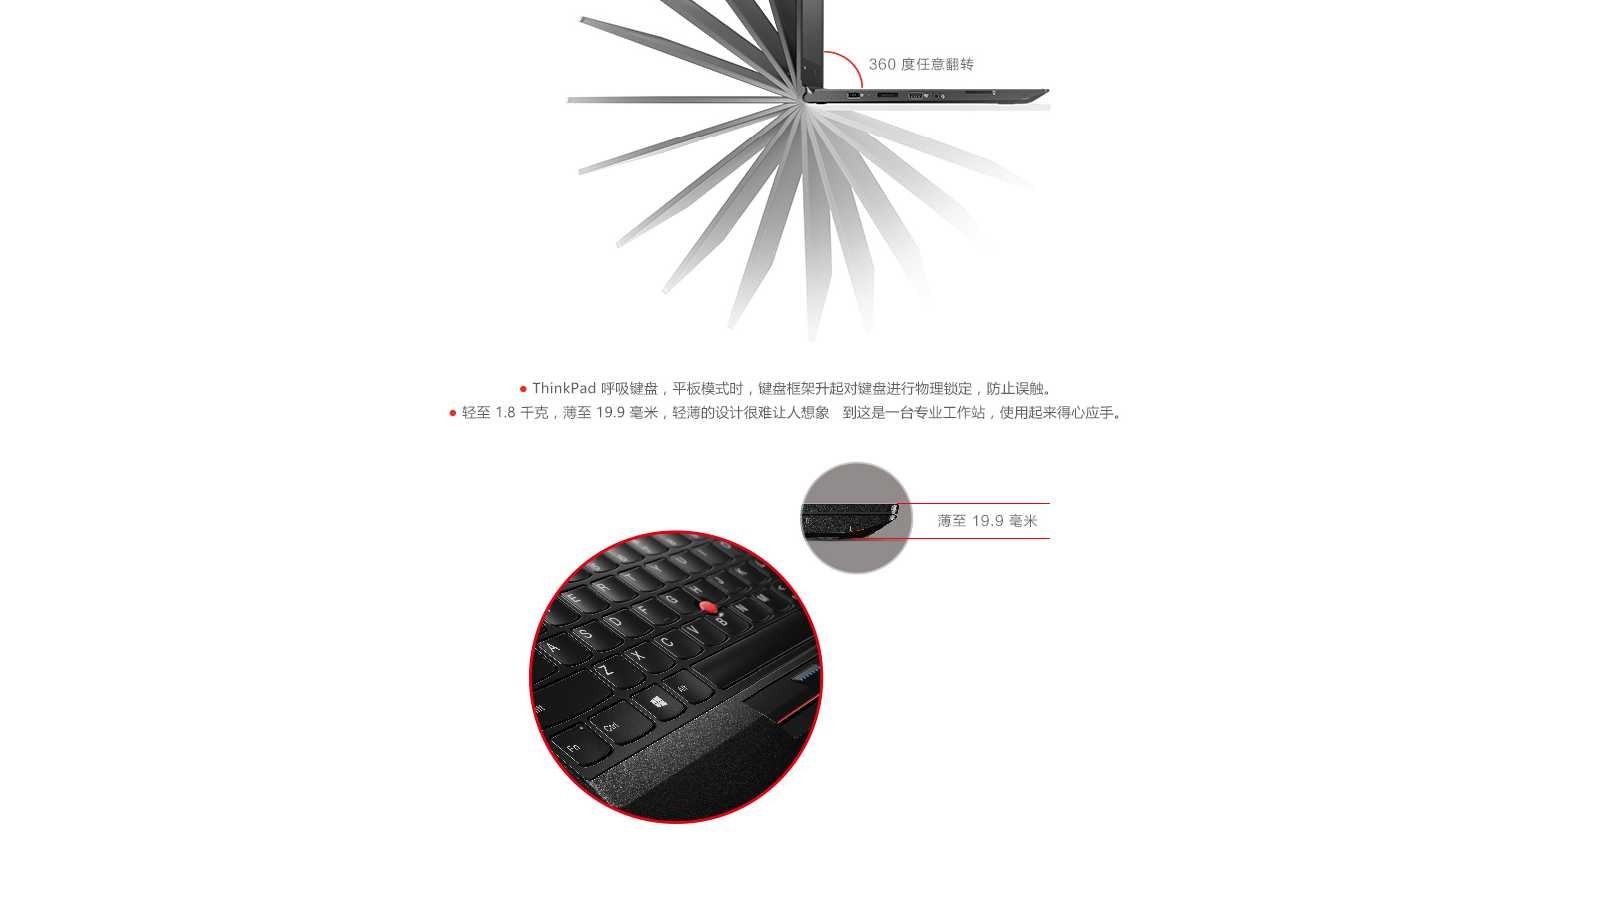 360 度任意翻转
● ThinkPad 呼吸键盘，平板模式时，键盘框架升起对键盘进行物理锁定，防止误触。
● 轻至 1.8 千克，薄至 19.9 毫米，轻薄的设计很难让人想象　到这是一台专业工作站，使用起来得心应手。
薄至 19.9 毫米
E R T Y U I
A S D F G H J K
Z X C V B N M
Fn Ctrl Alt